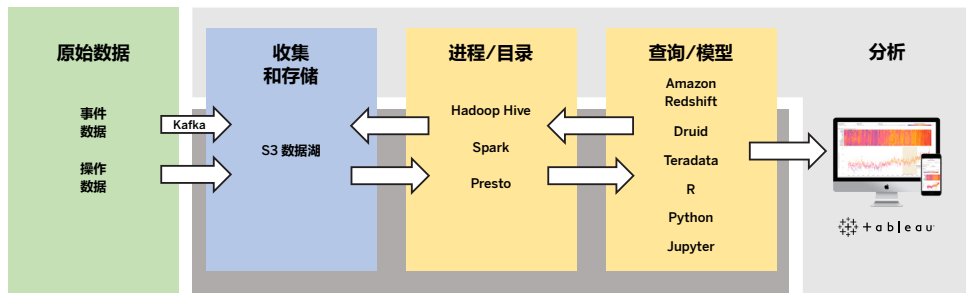 原始数据
事件
数据
Kafka
操作
数据
收集
和存储
S3 数据湖
进程/目录
Hadoop Hive
Spark
Presto
查询/模型
Amazon
Redshift
Druid
Teradata
R
Python
Jupyter
分析
+ a b l e a u